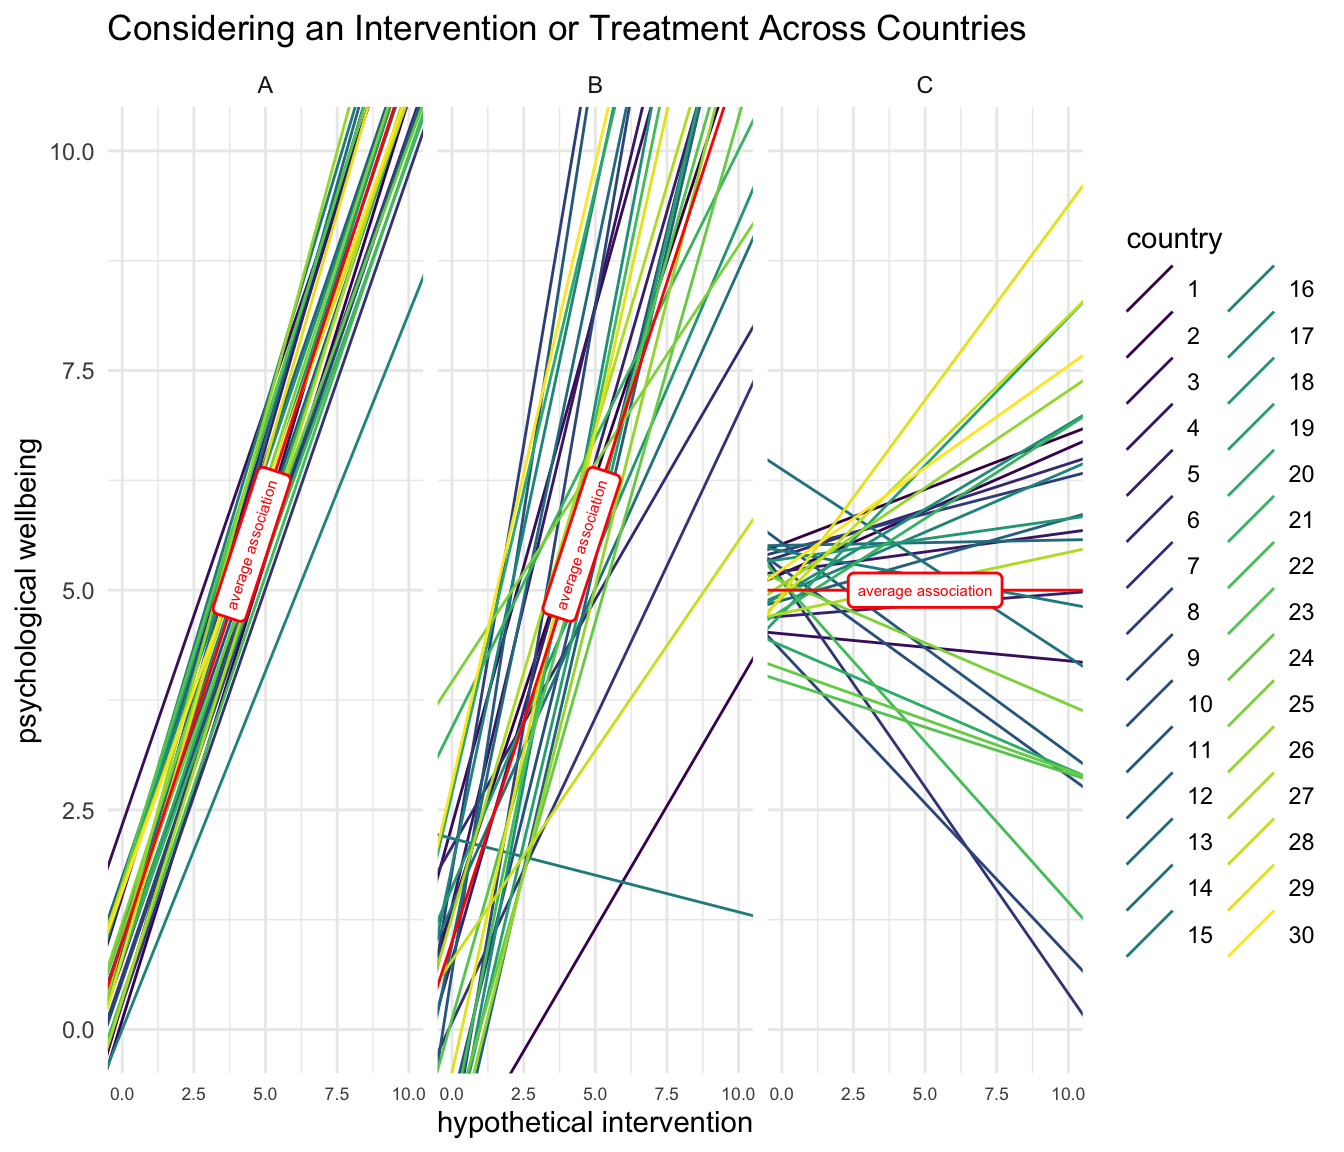 Considering an Intervention or Treatment Across Countries
A B C
10.0
7.5
5.0
2.5
0.0
psychological wellbeing
average association
average association
average association
0.0 2.5 5.0 7.5 10.0 0.0 2.5 5.0 7.5 10.0 0.0 2.5 5.0 7.5 10.0
hypothetical intervention
country
1 16
2 17
3 18
4 19
5 20
6 21
7 22
8 23
9 24
10 25
11 26
12 27
13 28
14 29
15 30